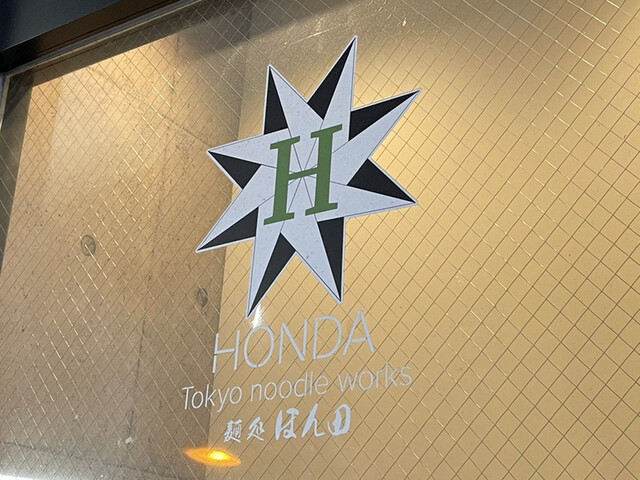 H
HONDA
Tokyo noodle works
麺処 ほん田